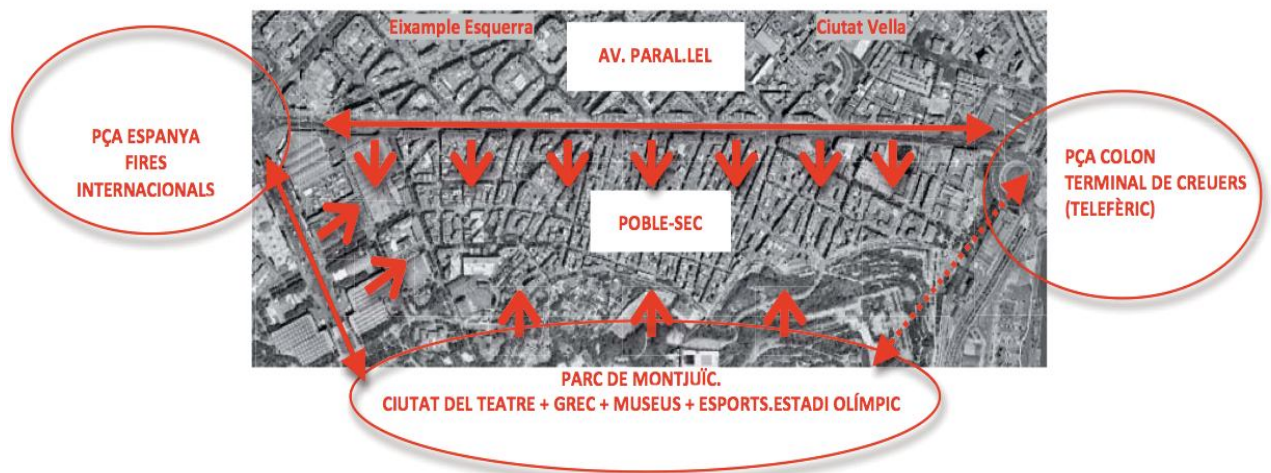 Eixample Esquerra
Ciutat Vella
AV. PARAL.LEL
PÇA ESPANYA
FIRES
INTERNACIONALS
PÇA COLON
TERMINAL DE CREUERS
(TELEFÈRIC)
POBLE-SEC
PARC DE MONTJUÏC.
CIUTAT DEL TEATRE + GREC + MUSEUS + ESPORTS.ESTADI OLÍMPIC